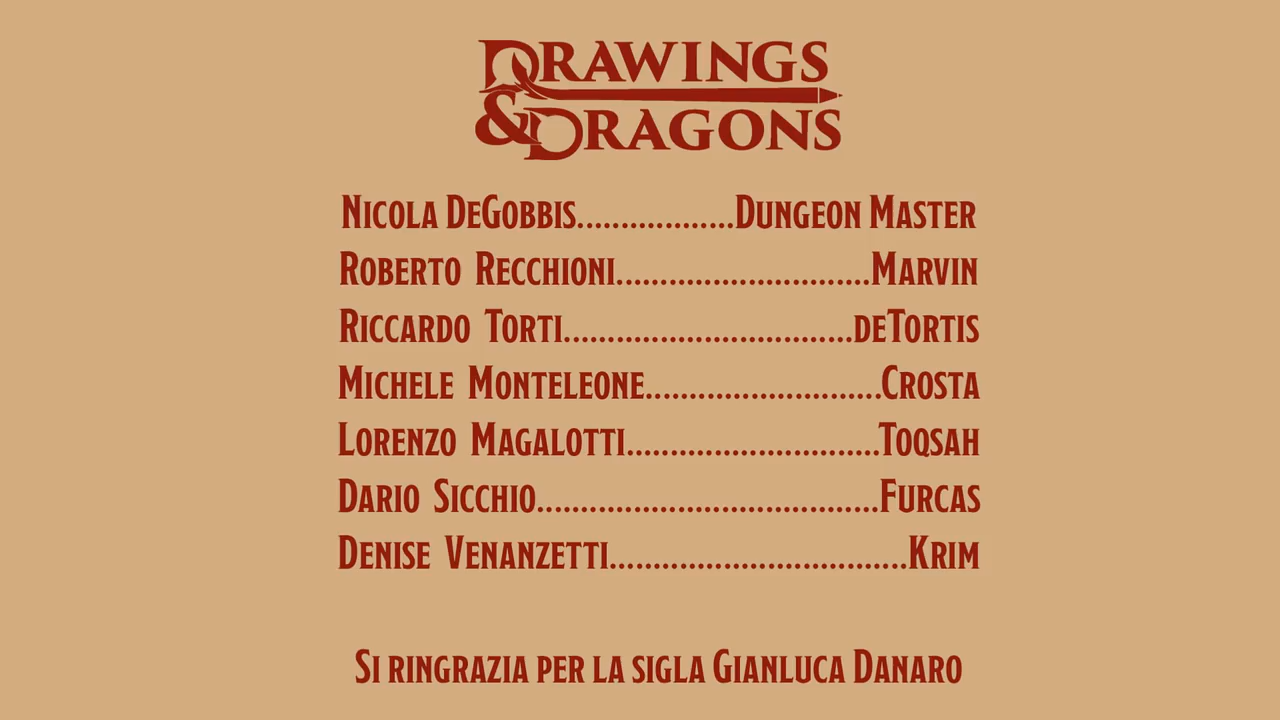 DRAWINGS
& DRAGONS
NICOLA DEGOBBIS..................DUNGEON MASTER
ROBERTO RECCHIONI.............................MARVIN
RICCARDO TORTI.................................DETORTIS
MICHELE MONTELEONE...........................CROSTA
LORENZO MAGALOTTI.............................TOQSAH
DARIO SICCHIO.......................................FURCAS
DENISE VENANZETTI..................................KRIM
SI RINGRAZIA PER LA SIGLA GIANLUCA DANARO